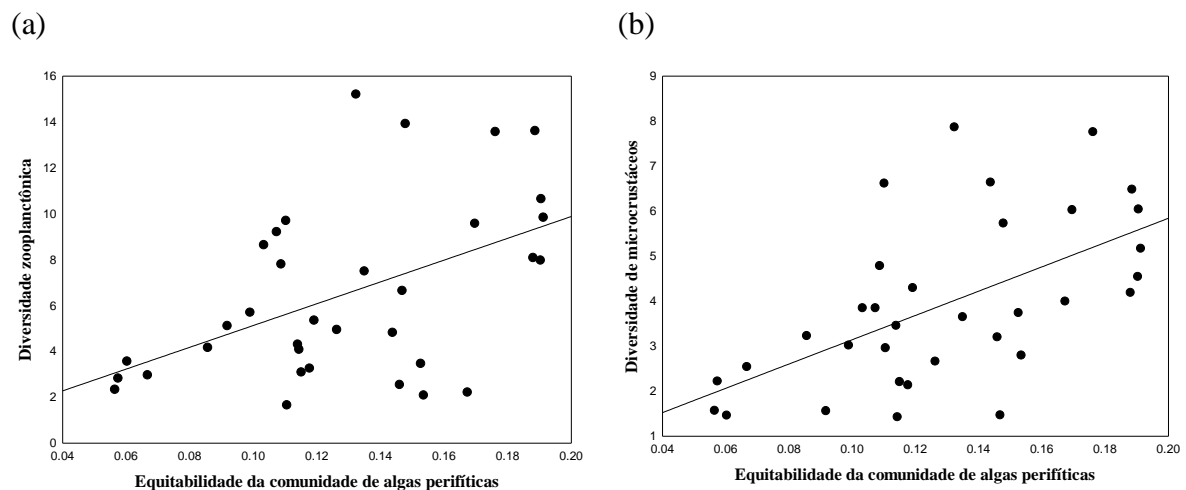 (a)
(b)
Diversidade zooplanctônica
16
14
12
10
8
6
4
2
0
0.04 0.06 0.08 0.10 0.12 0.14 0.16 0.18 0.20
Equitabilidade da comunidade de algas perifíticas
Diversidade de microcrustáceos
9
8
7
6
5
4
3
2
1
0.04 0.06 0.08 0.10 0.12 0.14 0.16 0.18 0.20
Equitabilidade da comunidade de algas perifíticas